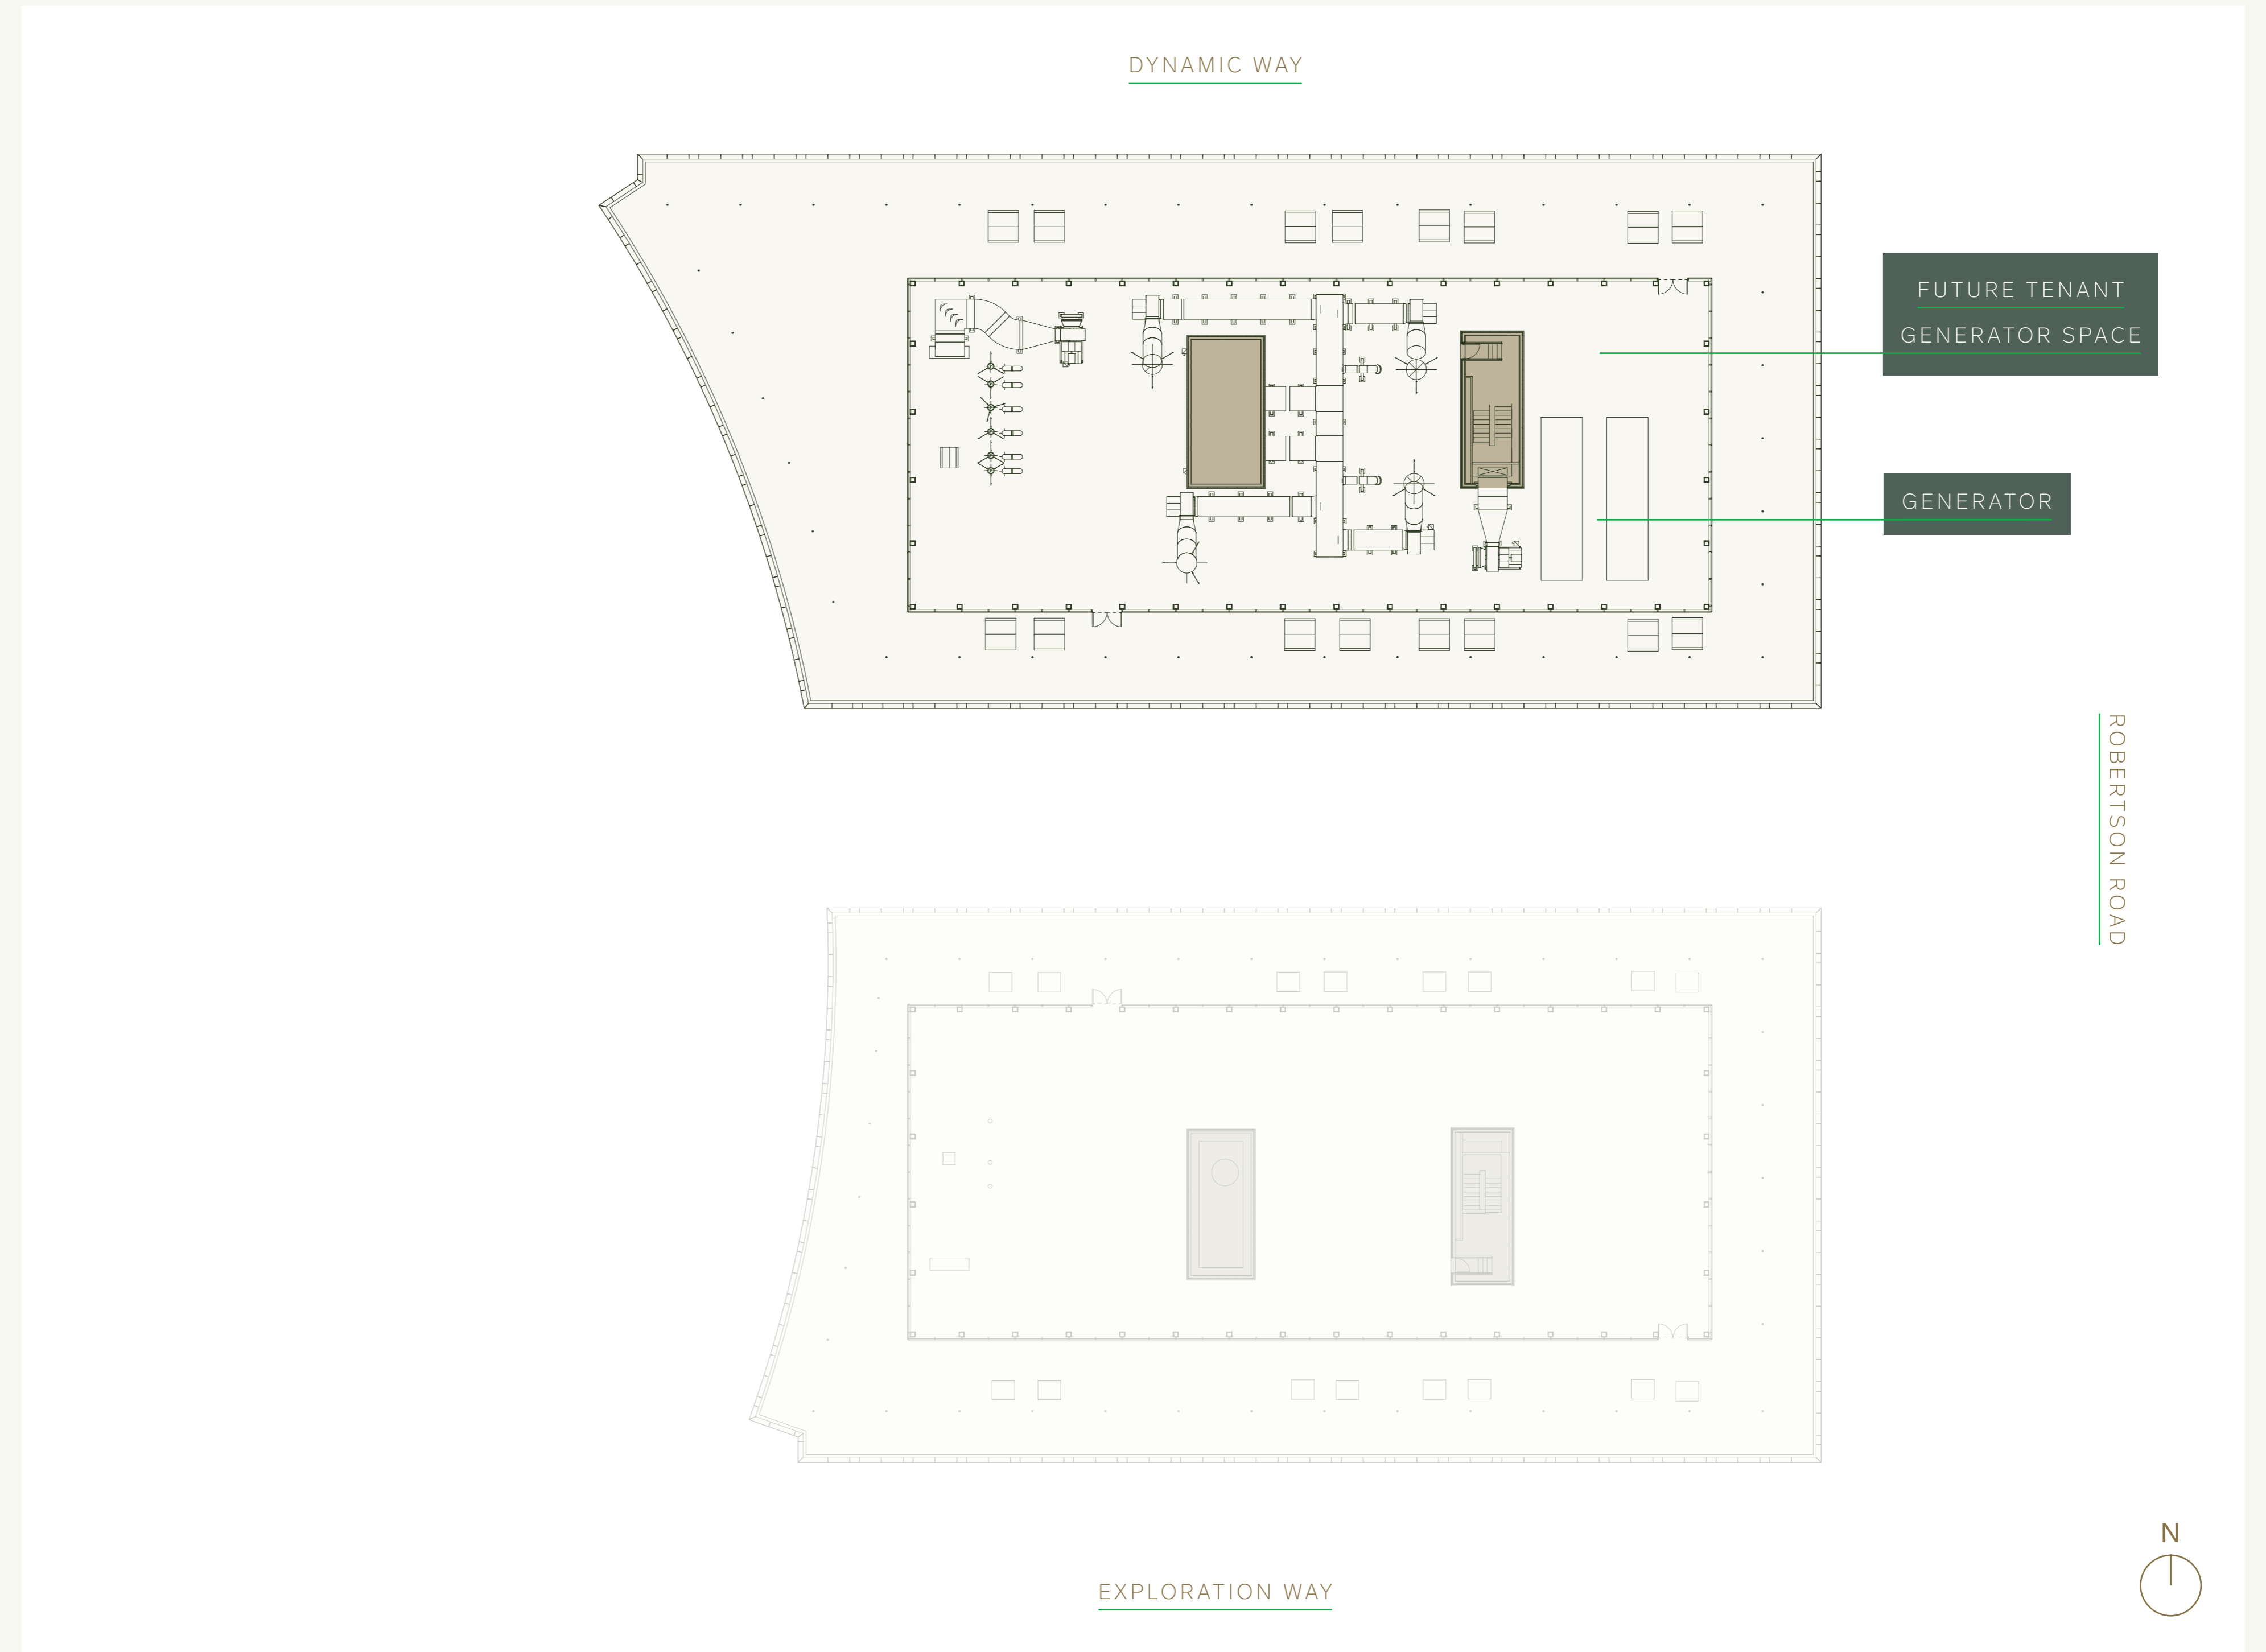 DYNAMIC WAY
FUTURE TENANT
GENERATOR SPACE
GENERATOR
ROBERTSON ROAD
N
EXPLORATION WAY